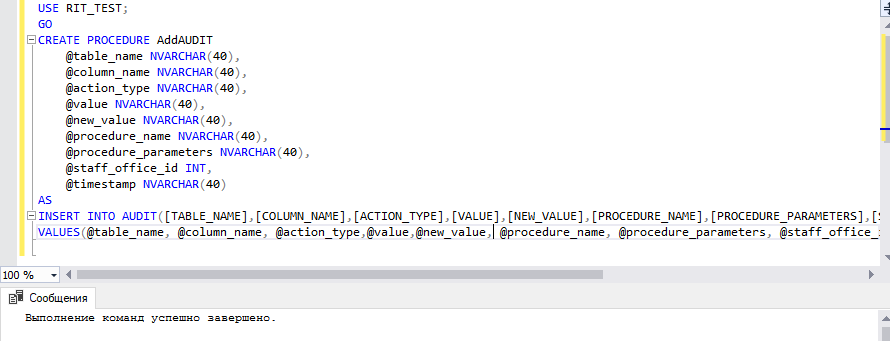 USE RIT_TEST;
GO
CREATE PROCEDURE AddAUDIT
@table_name NVARCHAR(40),
@column_name NVARCHAR(40),
@action_type NVARCHAR(40),
@value NVARCHAR(40),
@new_value NVARCHAR(40),
@procedure_name NVARCHAR(40),
@procedure_parameters NVARCHAR(40),
@staff_office_id INT,
@timestamp NVARCHAR(40)
AS
INSERT INTO AUDIT([TABLE_NAME],[COLUMN_NAME],[ACTION_TYPE],[VALUE],[NEW_VALUE],[PROCEDURE_NAME],[PROCEDURE_PARAMETERS],[S
VALUES(@table_name, @column_name, @action_type,@value,@new_value, @procedure_name, @procedure_parameters, @staff_office_i
100 %
Сообщения
Выполнение команд успешно завершено.